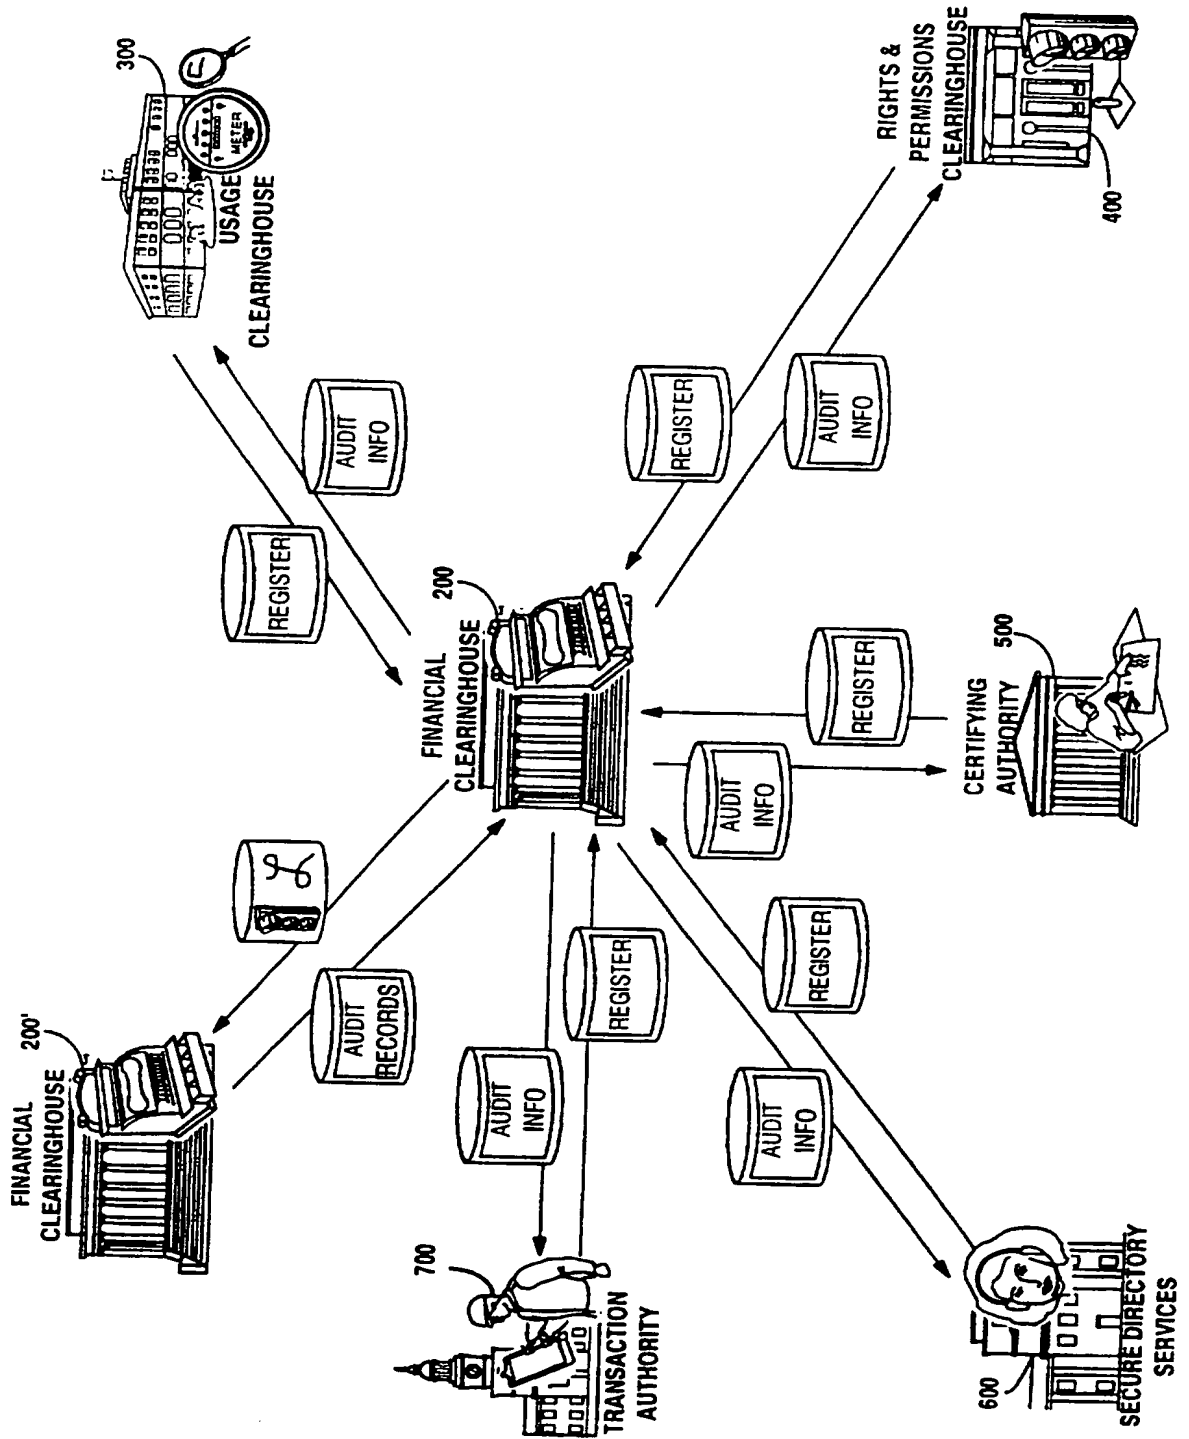 FINANCIAL
CLEARINGHOUSE
200'
300
METER
USAGE
CLEARINGHOUSE
REGISTER
AUDIT
INFO
AUDIT
RECORDS
FINANCIAL
CLEARINGHOUSE
200
700
TRANSACTION
AUTHORITY
AUDIT
INFO
REGISTER
REGISTER
AUDIT
INFO
AUDIT
INFO
REGISTER
AUDIT
INFO
REGISTER
RIGHTS &
PERMISSIONS
CLEARINGHOUSE
400
CERTIFYING
AUTHORITY
500
600
SECURE DIRECTORY
SERVICES